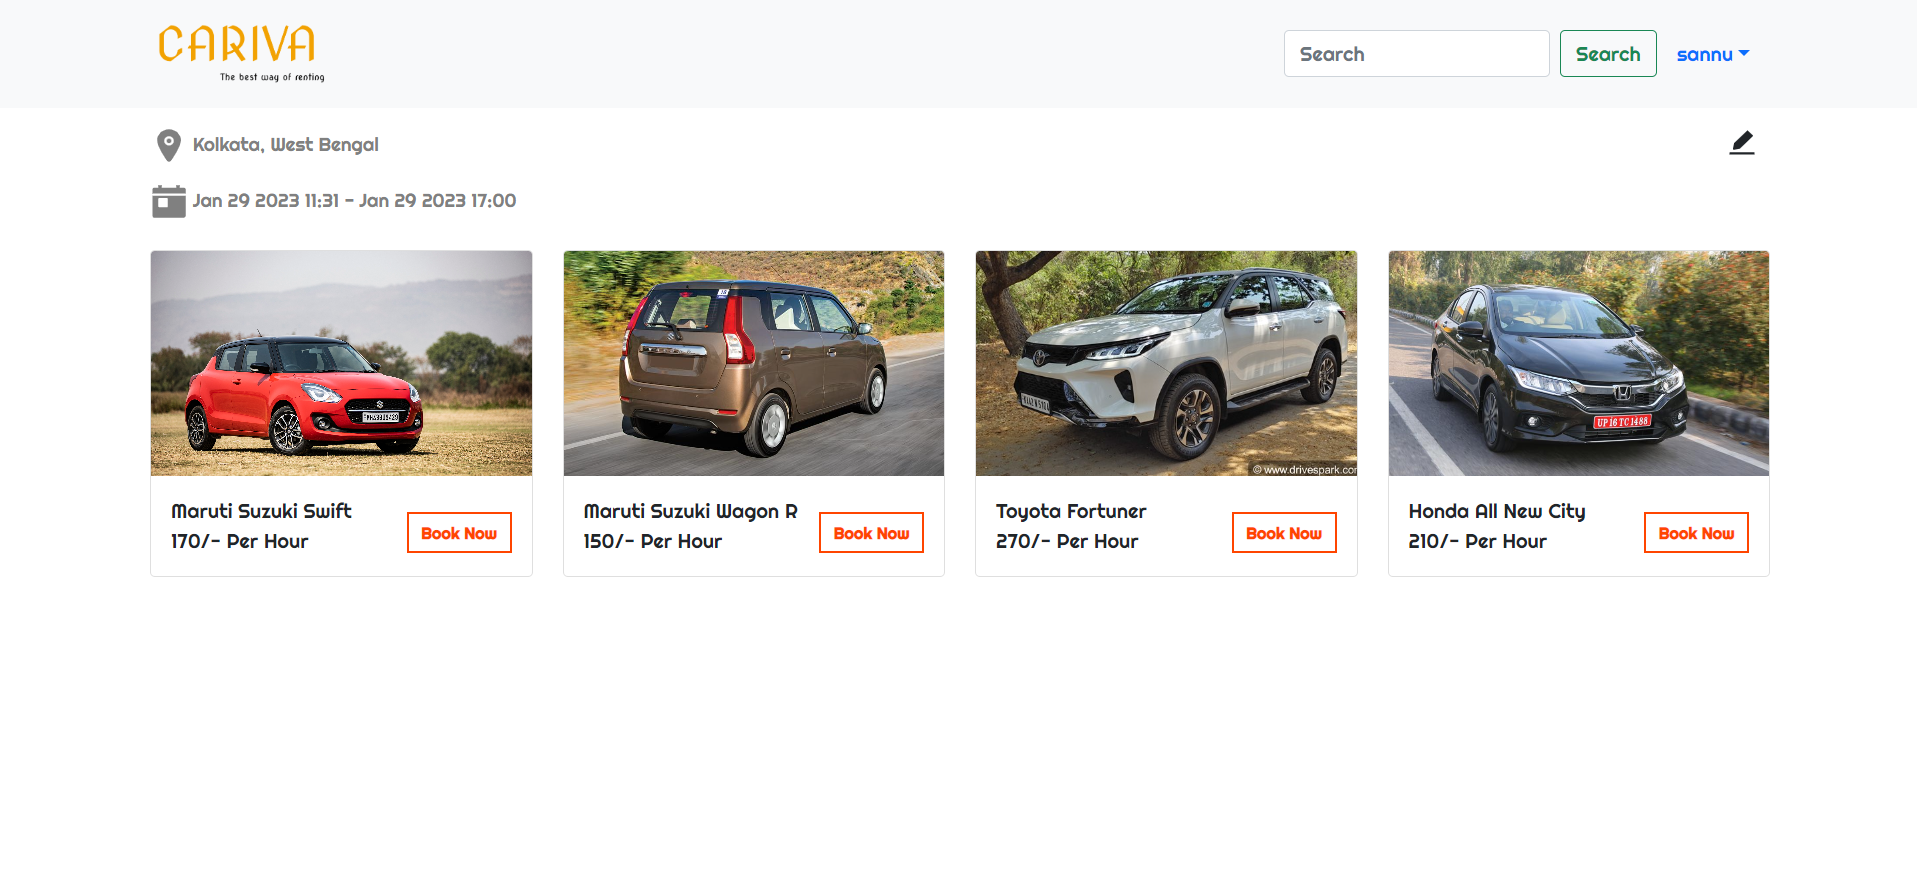 CARIVA
The best way of renting
Search
Search
sannu
Kolkata, West Bengal
Jan 29 2023 11:31 - Jan 29 2023 17:00
© www.drivespark.com
UP16 TC 1488
Maruti Suzuki Swift
170/- Per Hour
Book Now
Maruti Suzuki Wagon R
150/- Per Hour
Book Now
Toyota Fortuner
270/- Per Hour
Book Now
Honda All New City
210/- Per Hour
Book Now